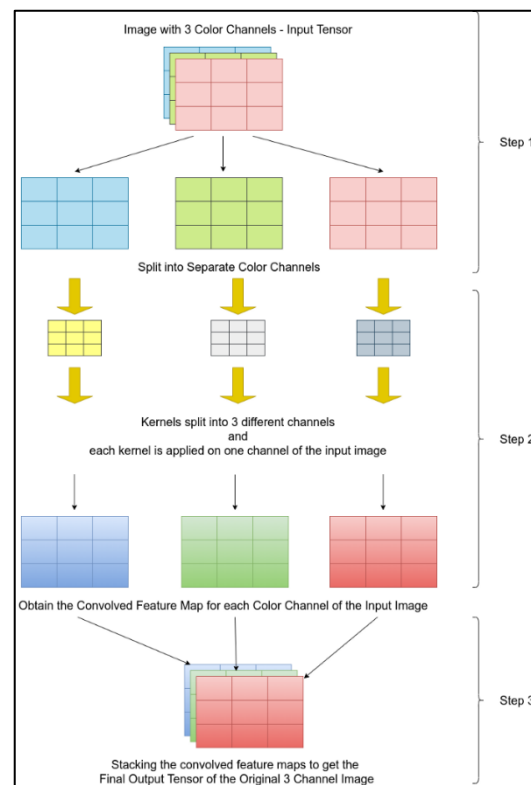 Image with 3 Color Channels - Input Tensor
Step 1
Split into Separate Color Channels
Kernels split into 3 different channels
and
each kernel is applied on one channel of the input image
Step 2
Obtain the Convolved Feature Map for each Color Channel of the Input Image
Step 3
Stacking the convolved feature maps to get the
Final Output Tensor of the Original 3 Channel Image